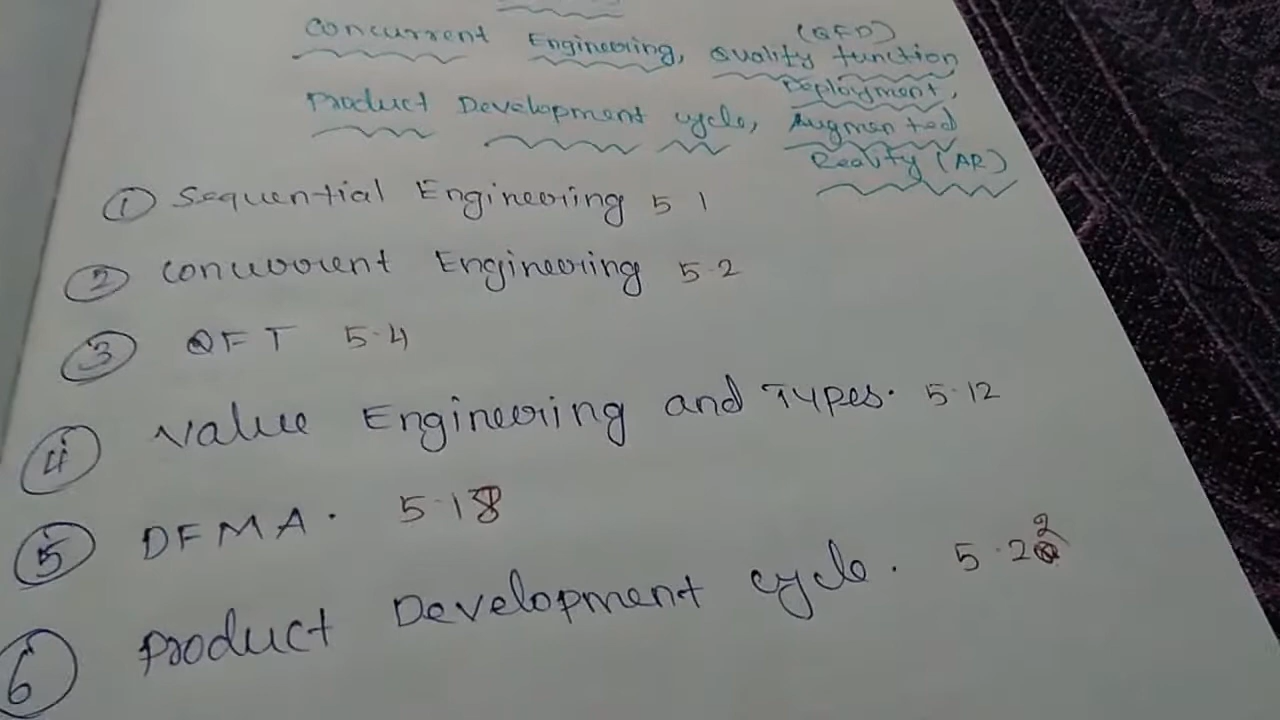 (QFD)
Concurrent Engineering, Quality function
Deployment,
Product Development cycle, Augmented
Reality (AR)
① Sequential Engineering 5 1
② Concurrent Engineering 5.2
③ QFT 5.4
④ Value Engineering and Types. 5.12
⑤ DFMA. 5.18
⑥ Product Development cycle. 5.22